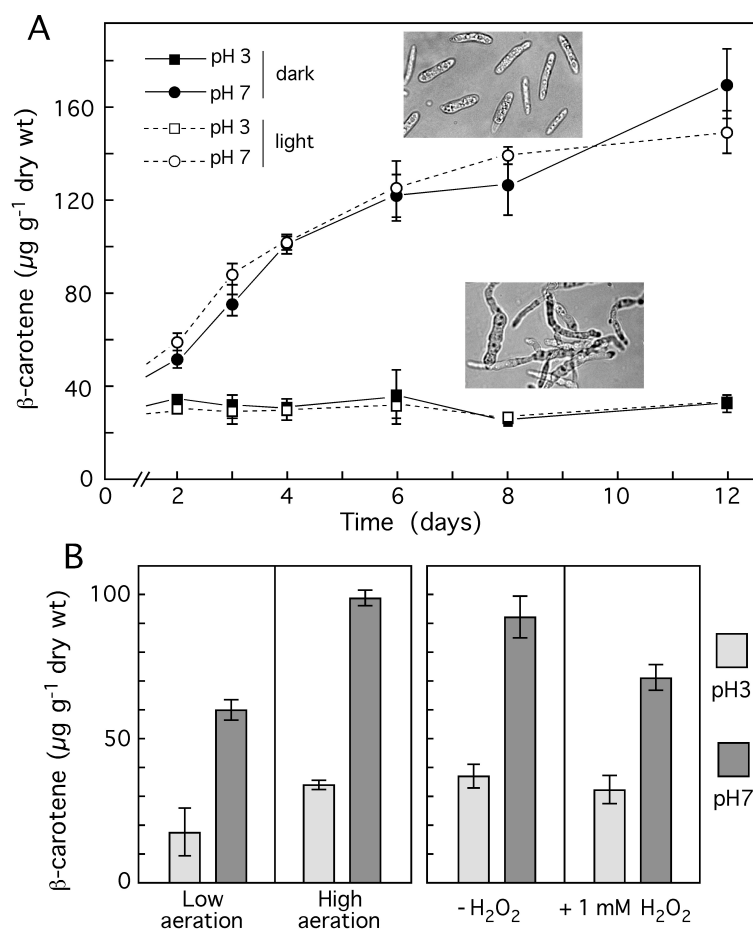 A
pH 3
pH 7
dark
pH 3
pH 7
light
β-carotene (µg g⁻¹ dry wt)
160
120
80
40
0
0 2 4 6 8 10 12
Time (days)
B
β-carotene (µg g⁻¹ dry wt)
100
50
0
Low
aeration
High
aeration
- H₂O₂
+ 1 mM H₂O₂
pH3
pH7